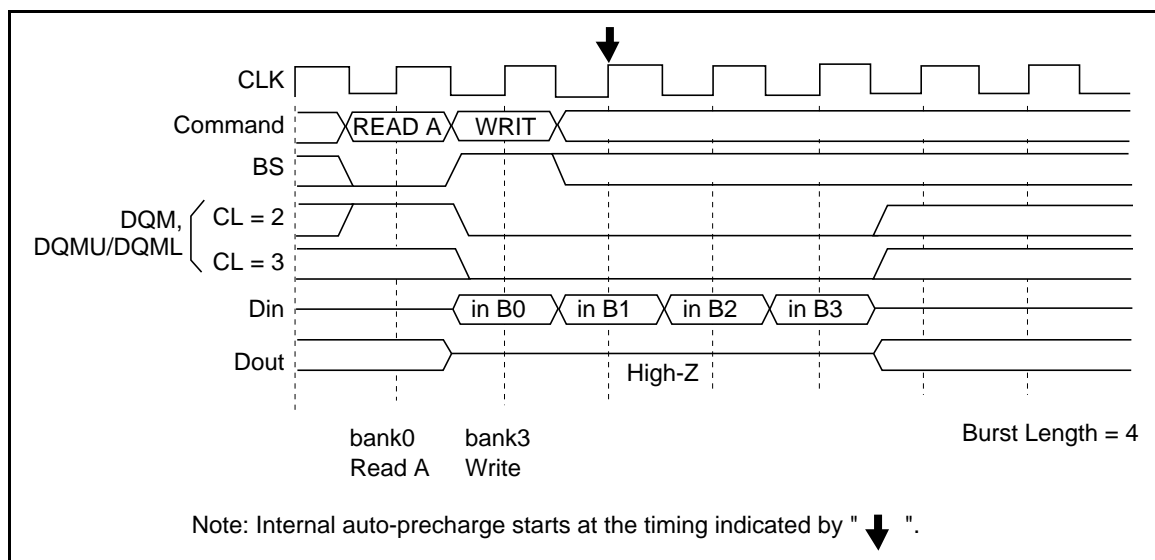 CLK
Command READ A WRIT
BS
DQM,
DQMU/DQML
CL = 2
CL = 3
Din in B0 in B1 in B2 in B3
Dout High-Z
bank0 bank3 Burst Length = 4
Read A Write
Note: Internal auto-precharge starts at the timing indicated by " ".